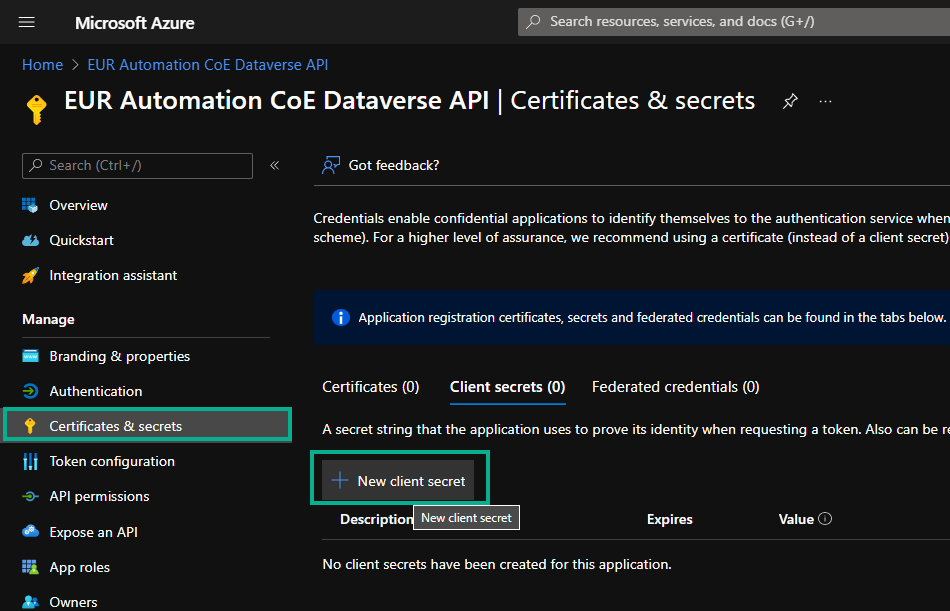 Microsoft Azure
Search resources, services, and docs (G+/)
Home > EUR Automation CoE Dataverse API
EUR Automation CoE Dataverse API | Certificates & secrets
Search (Ctrl+/)
Got feedback?
Overview
Quickstart
Integration assistant
Manage
Branding & properties
Authentication
Certificates & secrets
Token configuration
API permissions
Expose an API
App roles
Owners
Credentials enable confidential applications to identify themselves to the authentication service when
scheme). For a higher level of assurance, we recommend using a certificate (instead of a client secret)
Application registration certificates, secrets and federated credentials can be found in the tabs below.
Certificates (0) Client secrets (0) Federated credentials (0)
A secret string that the application uses to prove its identity when requesting a token. Also can be re
New client secret
New client secret
Description Expires Value
No client secrets have been created for this application.